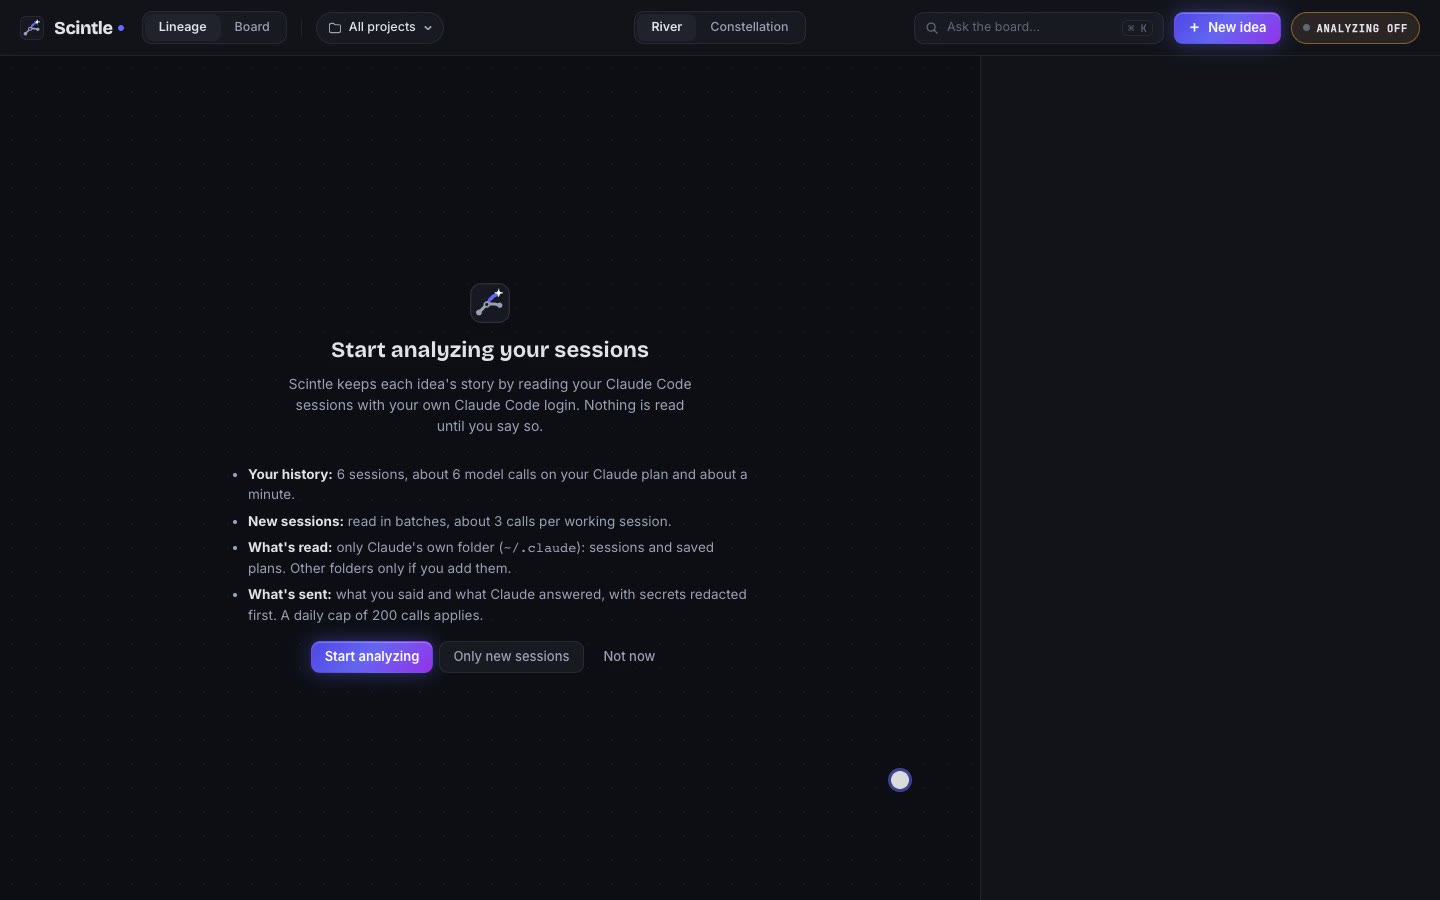 Scintle
Lineage
Board
All projects
River
Constellation
Ask the board...
⌘ K
+ New idea
ANALYZING OFF
Start analyzing your sessions
Scintle keeps each idea's story by reading your Claude Code
sessions with your own Claude Code login. Nothing is read
until you say so.
• Your history: 6 sessions, about 6 model calls on your Claude plan and about a
minute.
• New sessions: read in batches, about 3 calls per working session.
• What's read: only Claude's own folder (~/.claude): sessions and saved
plans. Other folders only if you add them.
• What's sent: what you said and what Claude answered, with secrets redacted
first. A daily cap of 200 calls applies.
Start analyzing
Only new sessions
Not now